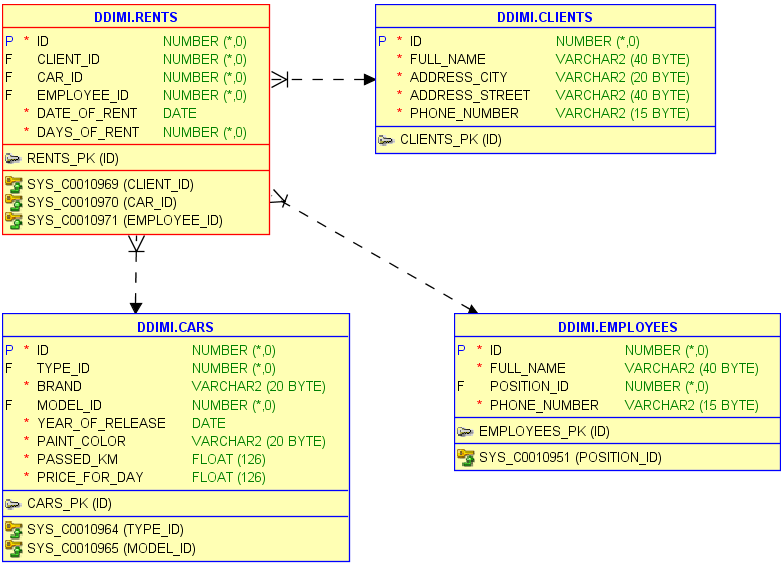 DDIMI.RENTS
P * ID NUMBER (*,0)
F CLIENT_ID NUMBER (*,0)
F CAR_ID NUMBER (*,0)
F EMPLOYEE_ID NUMBER (*,0)
* DATE_OF_RENT DATE
* DAYS_OF_RENT NUMBER (*,0)
RENTS_PK (ID)
SYS_C0010969 (CLIENT_ID)
SYS_C0010970 (CAR_ID)
SYS_C0010971 (EMPLOYEE_ID)
DDIMI.CLIENTS
P * ID NUMBER (*,0)
* FULL_NAME VARCHAR2 (40 BYTE)
* ADDRESS_CITY VARCHAR2 (20 BYTE)
* ADDRESS_STREET VARCHAR2 (40 BYTE)
* PHONE_NUMBER VARCHAR2 (15 BYTE)
CLIENTS_PK (ID)
DDIMI.CARS
P * ID NUMBER (*,0)
F TYPE_ID NUMBER (*,0)
* BRAND VARCHAR2 (20 BYTE)
F MODEL_ID NUMBER (*,0)
* YEAR_OF_RELEASE DATE
* PAINT_COLOR VARCHAR2 (20 BYTE)
* PASSED_KM FLOAT (126)
* PRICE_FOR_DAY FLOAT (126)
CARS_PK (ID)
SYS_C0010964 (TYPE_ID)
SYS_C0010965 (MODEL_ID)
DDIMI.EMPLOYEES
P * ID NUMBER (*,0)
* FULL_NAME VARCHAR2 (40 BYTE)
F POSITION_ID NUMBER (*,0)
* PHONE_NUMBER VARCHAR2 (15 BYTE)
EMPLOYEES_PK (ID)
SYS_C0010951 (POSITION_ID)